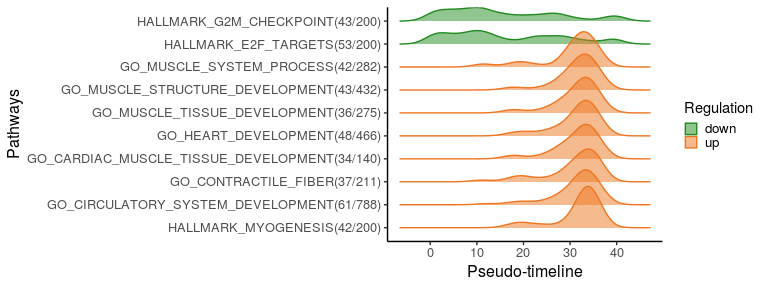 HALLMARK_G2M_CHECKPOINT(43/200)
HALLMARK_E2F_TARGETS(53/200)
GO_MUSCLE_SYSTEM_PROCESS(42/282)
GO_MUSCLE_STRUCTURE_DEVELOPMENT(43/432)
GO_MUSCLE_TISSUE_DEVELOPMENT(36/275)
GO_HEART_DEVELOPMENT(48/466)
GO_CARDIAC_MUSCLE_TISSUE_DEVELOPMENT(34/140)
GO_CONTRACTILE_FIBER(37/211)
GO_CIRCULATORY_SYSTEM_DEVELOPMENT(61/788)
HALLMARK_MYOGENESIS(42/200)
Pathways
0 10 20 30 40
Pseudo-timeline
Regulation
down
up